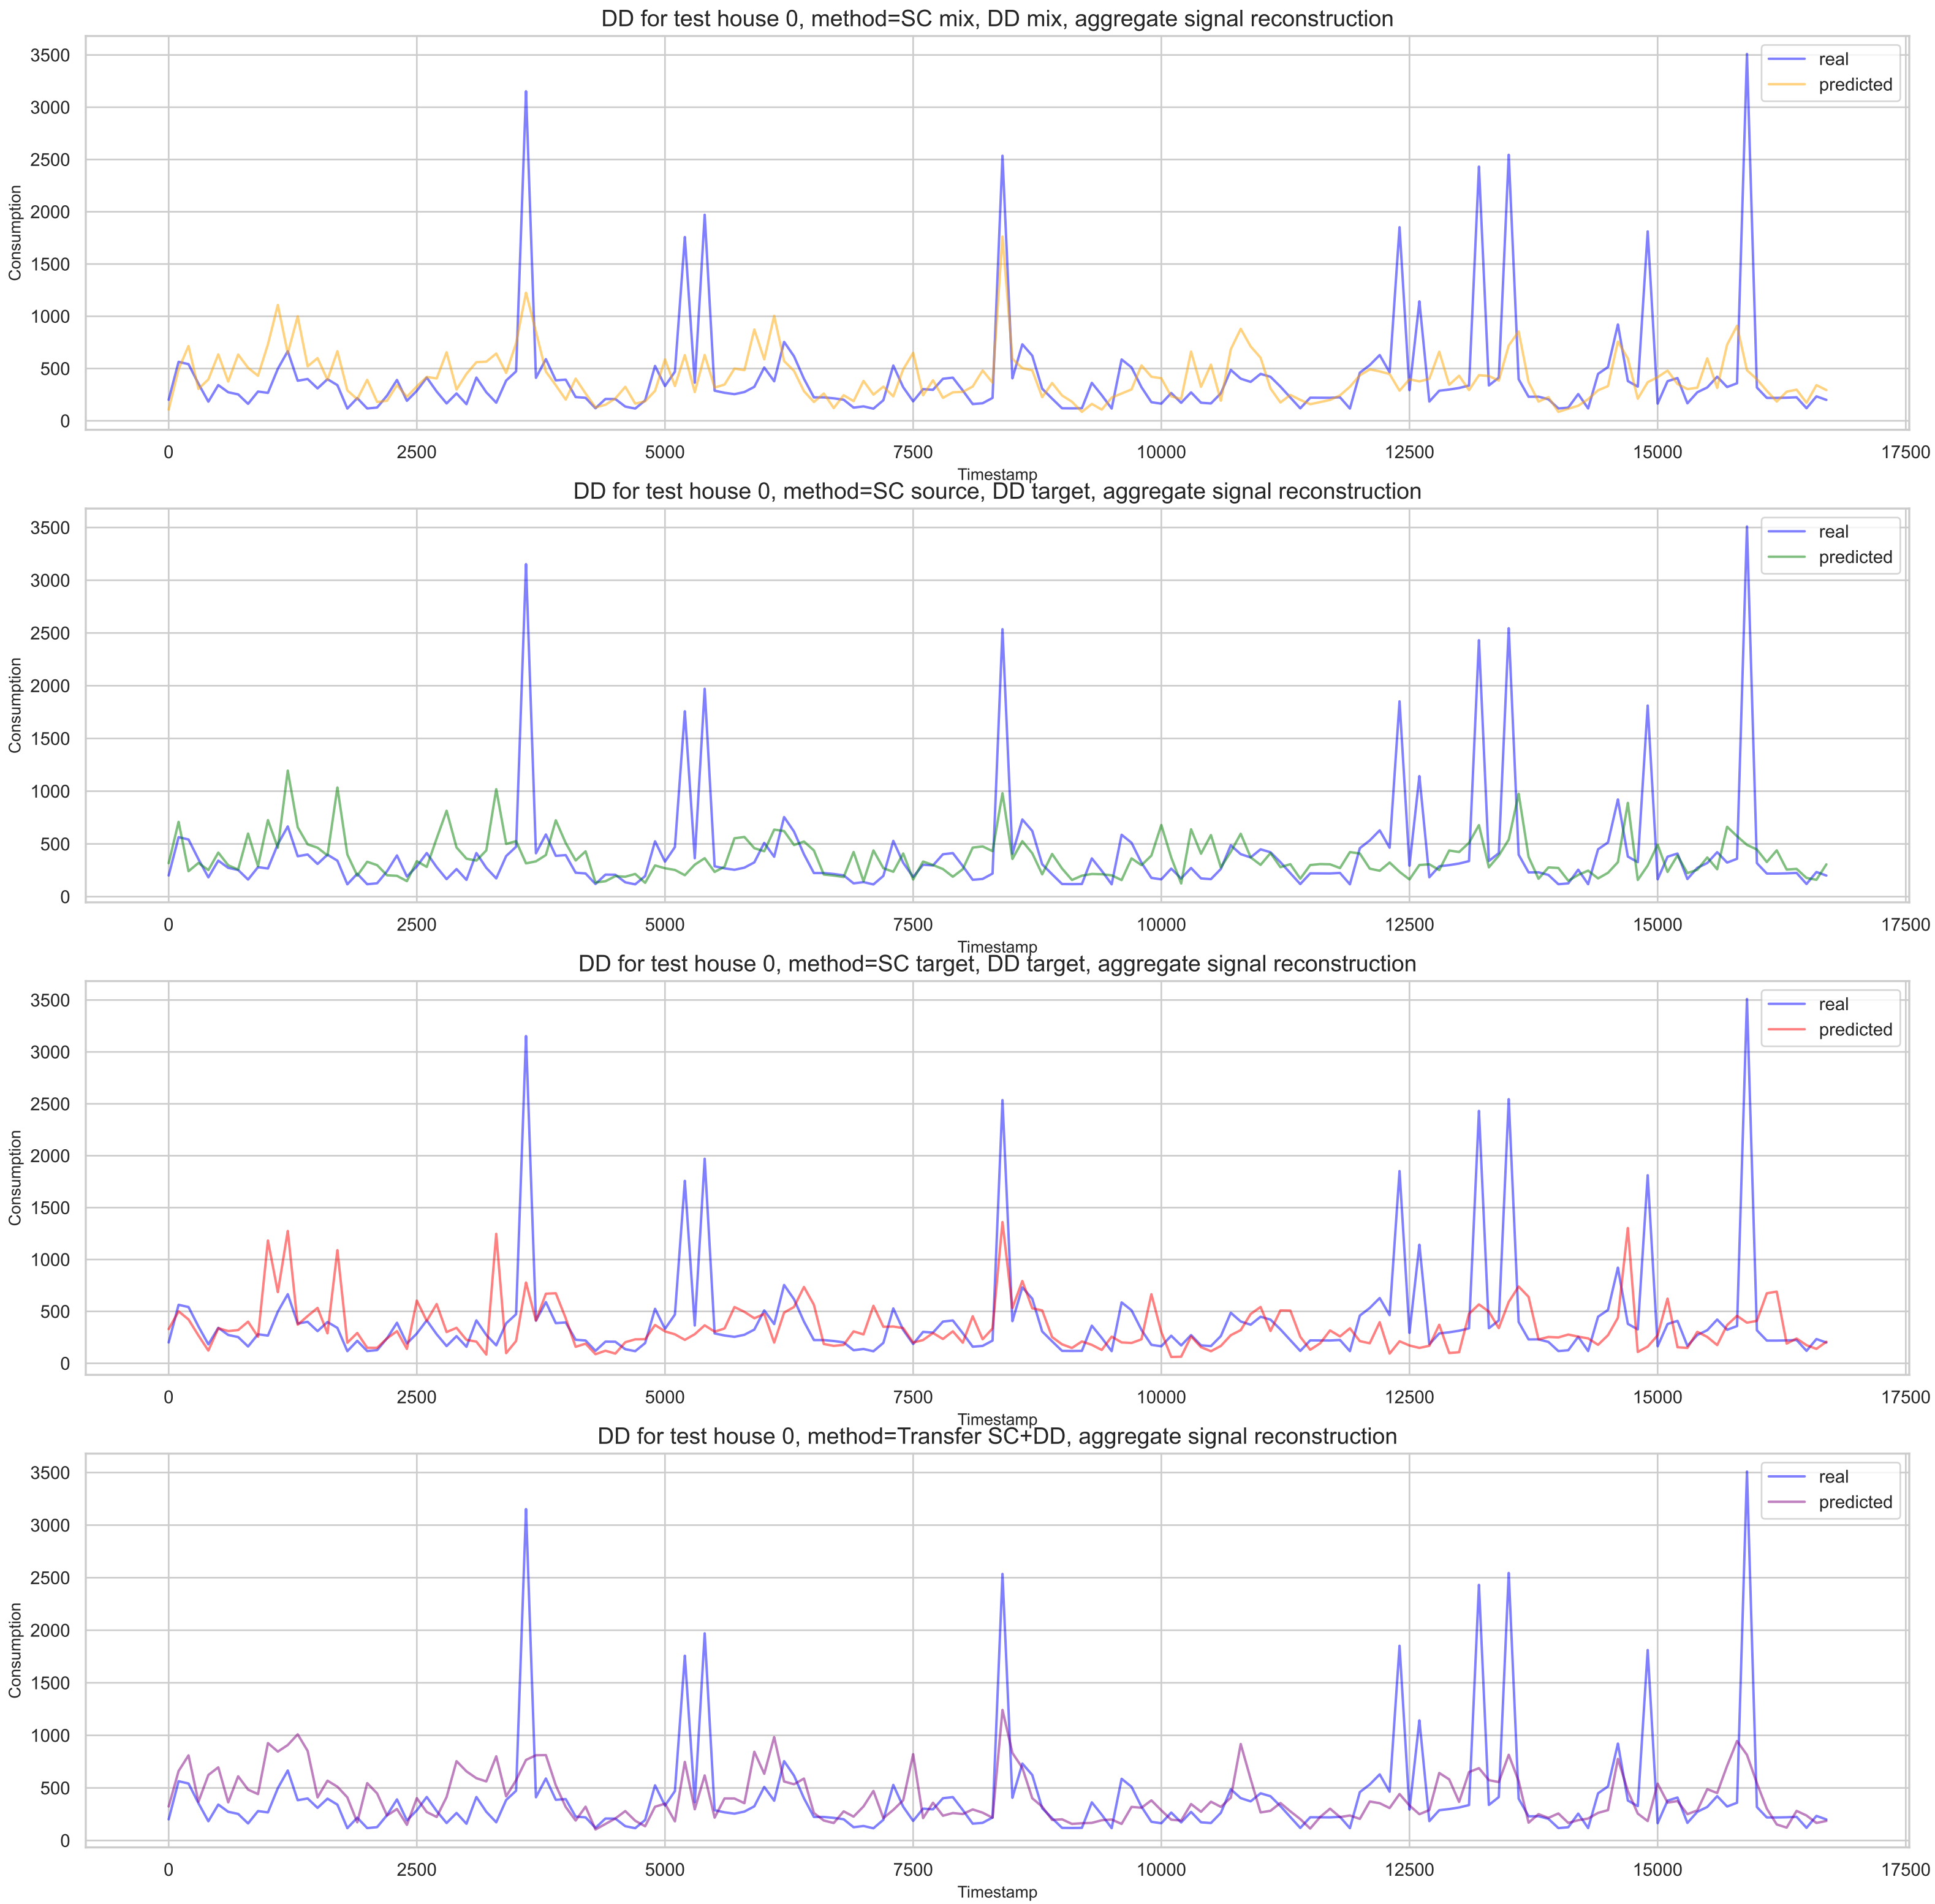 DD for test house 0, method=SC mix, DD mix, aggregate signal reconstruction
3500
3000
2500
2000
1500
1000
500
0
Consumption
real
predicted
0 2500 5000 7500 10000 12500 15000 17500
Timestamp
DD for test house 0, method=SC source, DD target, aggregate signal reconstruction
3500
3000
2500
2000
1500
1000
500
0
Consumption
real
predicted
0 2500 5000 7500 10000 12500 15000 17500
Timestamp
DD for test house 0, method=SC target, DD target, aggregate signal reconstruction
3500
3000
2500
2000
1500
1000
500
0
Consumption
real
predicted
0 2500 5000 7500 10000 12500 15000 17500
Timestamp
DD for test house 0, method=Transfer SC+DD, aggregate signal reconstruction
3500
3000
2500
2000
1500
1000
500
0
Consumption
real
predicted
0 2500 5000 7500 10000 12500 15000 17500
Timestamp